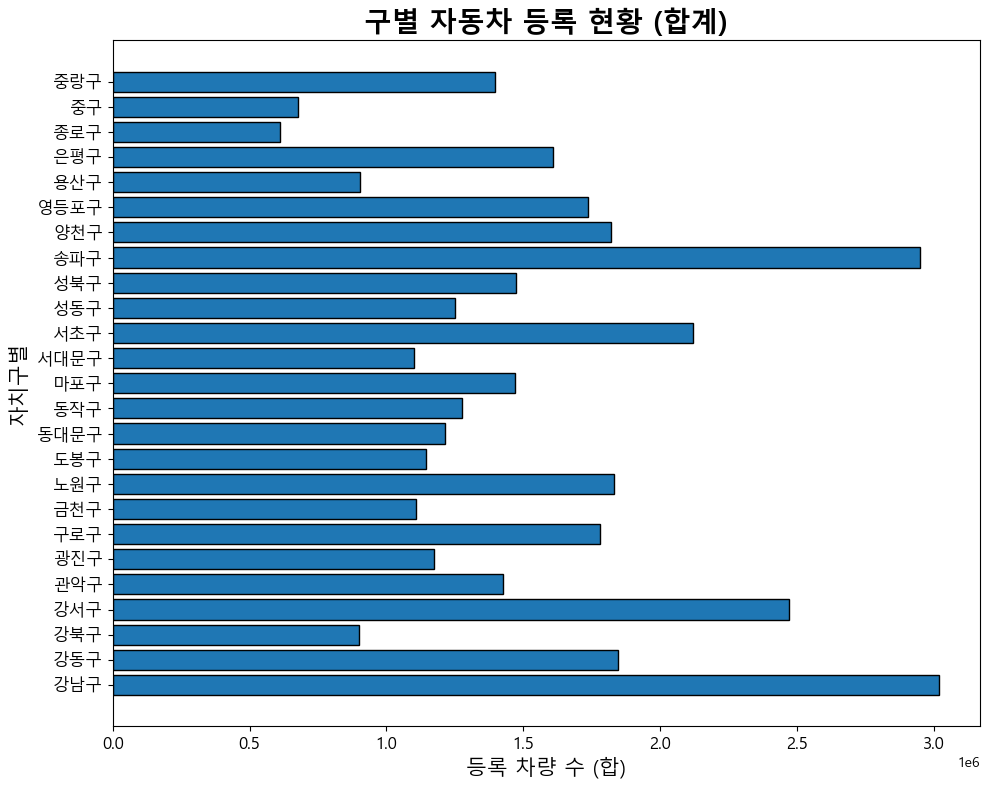 구별 자동차 등록 현황 (합계)
자치구별
중랑구
중구
종로구
은평구
용산구
영등포구
양천구
송파구
성북구
성동구
서초구
서대문구
마포구
동작구
동대문구
도봉구
노원구
금천구
구로구
광진구
관악구
강서구
강북구
강동구
강남구
0.0 0.5 1.0 1.5 2.0 2.5 3.0
1e6
등록 차량 수 (합)